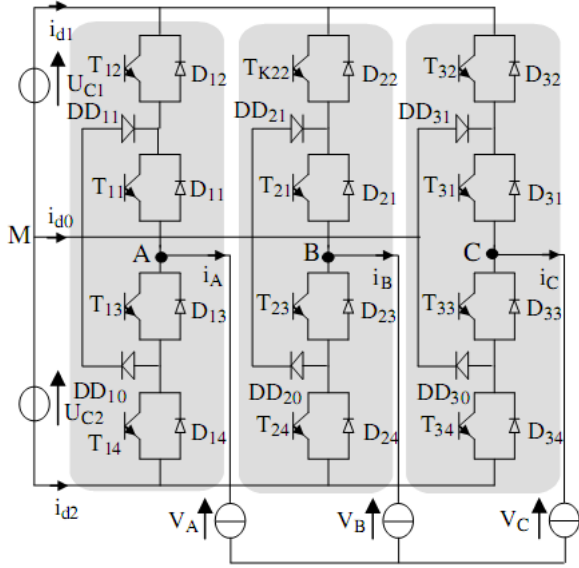 i_d1
T_12 D_12 T_K22 D_22 T_32 D_32
U_C1
DD_11 DD_21 DD_31
T_11 D_11 T_21 D_21 T_31 D_31
M i_d0
A i_A B i_B C i_C
T_13 D_13 T_23 D_23 T_33 D_33
DD_10 DD_20 DD_30
U_C2
T_14 D_14 T_24 D_24 T_34 D_34
i_d2
V_A V_B V_C